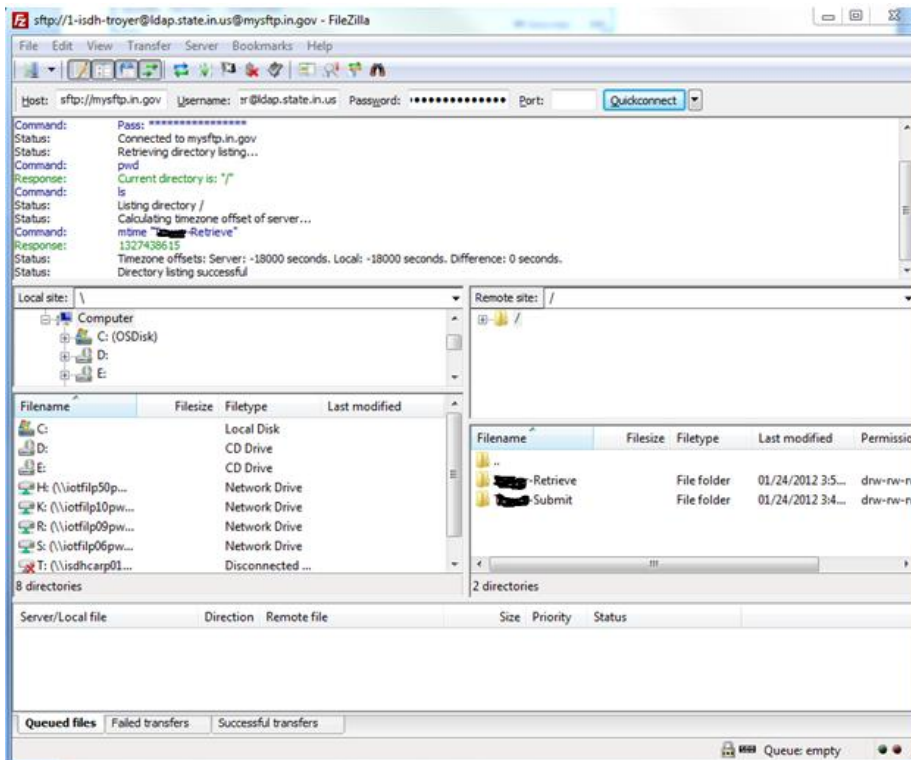 sftp://1-isdh-troyer@ldap.state.in.us@mysftp.in.gov - FileZilla
File Edit View Transfer Server Bookmarks Help
Host: sftp://mysftp.in.gov Username: er@ldap.state.in.us Password: •••••••••••••• Port: Quickconnect
Command: Pass: ****************
Status: Connected to mysftp.in.gov
Status: Retrieving directory listing...
Command: pwd
Response: Current directory is: "/"
Command: ls
Status: Listing directory /
Status: Calculating timezone offset of server...
Command: mtime "-Retrieve"
Response: 1327438615
Status: Timezone offsets: Server: -18000 seconds. Local: -18000 seconds. Difference: 0 seconds.
Status: Directory listing successful
Local site: \
Computer
C: (OSDisk)
D:
E:
Remote site: /
/
Filename Filesize Filetype Last modified
C: Local Disk
D: CD Drive
E: CD Drive
H: (\\iotfilp50p... Network Drive
K: (\\iotfilp10pw... Network Drive
R: (\\iotfilp09pw... Network Drive
S: (\\iotfilp06pw... Network Drive
T: (\\isdhcarp01... Disconnected ...
8 directories
Filename Filesize Filetype Last modified Permissio
..
-Retrieve File folder 01/24/2012 3:5... drw-rw-r
-Submit File folder 01/24/2012 3:4... drw-rw-r
2 directories
Server/Local file Direction Remote file Size Priority Status
Queued files Failed transfers Successful transfers
Queue: empty